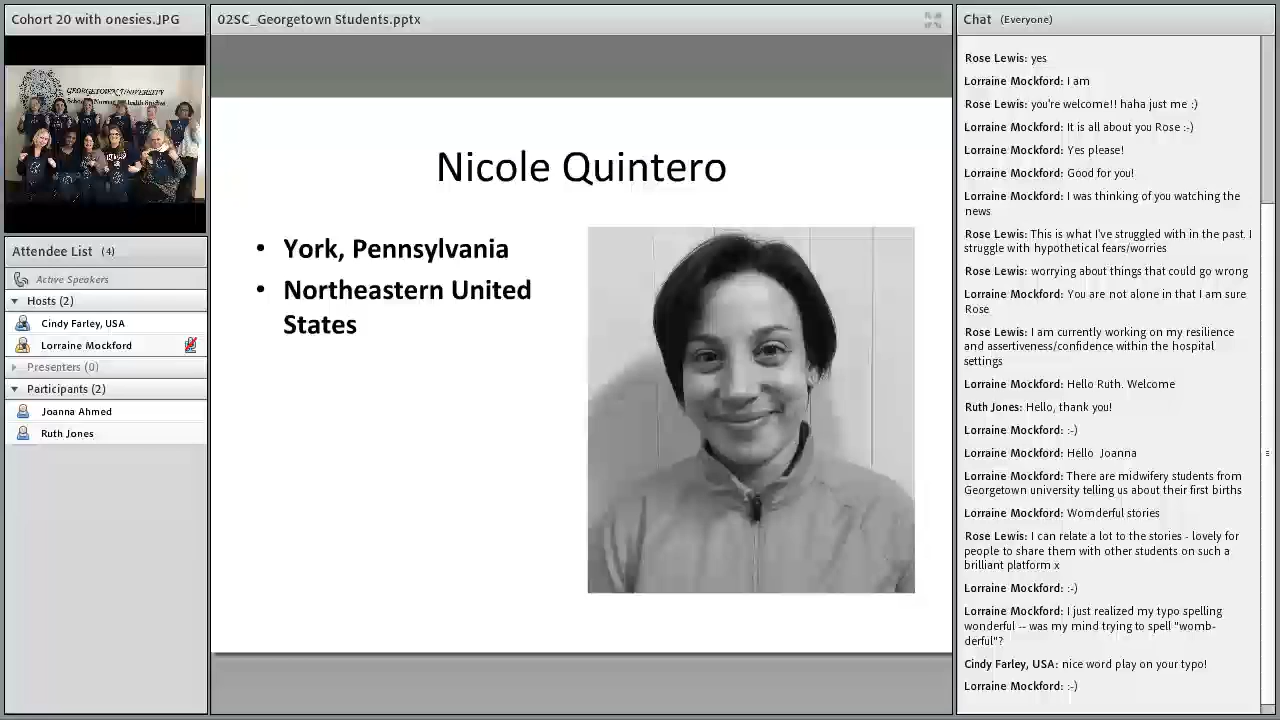 Cohort 20 with onesies.JPG
GEORGETOWN UNIVERSITY
Attendee List (4)
Active Speakers
Hosts (2)
Cindy Farley, USA
Lorraine Mockford
Presenters (0)
Participants (2)
Joanna Ahmed
Ruth Jones
02SC_Georgetown Students.pptx
Nicole Quintero
• York, Pennsylvania
• Northeastern United
States
Chat (Everyone)
Rose Lewis: yes
Lorraine Mockford: I am
Rose Lewis: you're welcome!! haha just me :)
Lorraine Mockford: It is all about you Rose :-)
Lorraine Mockford: Yes please!
Lorraine Mockford: Good for you!
Lorraine Mockford: I was thinking of you watching the
news
Rose Lewis: This is what I've struggled with in the past. I
struggle with hypothetical fears/worries
Rose Lewis: worrying about things that could go wrong
Lorraine Mockford: You are not alone in that I am sure
Rose
Rose Lewis: I am currently working on my resilience
and assertiveness/confidence within the hospital
settings
Lorraine Mockford: Hello Ruth. Welcome
Ruth Jones: Hello, thank you!
Lorraine Mockford: :-)
Lorraine Mockford: Hello Joanna
Lorraine Mockford: There are midwifery students from
Georgetown university telling us about their first births
Lorraine Mockford: Womderful stories
Rose Lewis: I can relate a lot to the stories - lovely for
people to share them with other students on such a
brilliant platform x
Lorraine Mockford: :-)
Lorraine Mockford: I just realized my typo spelling
wonderful -- was my mind trying to spell "womb-
derful"?
Cindy Farley, USA: nice word play on your typo!
Lorraine Mockford: :-)